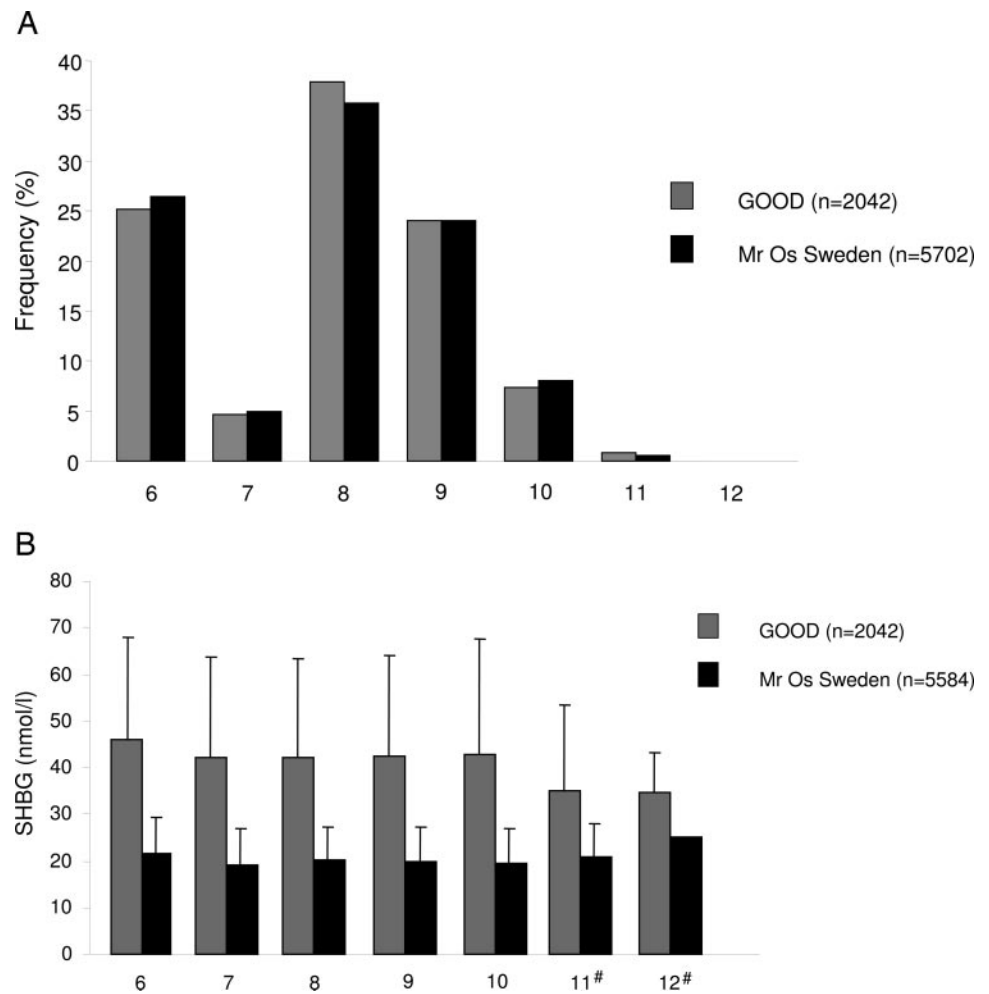 A
40
35
30
25
20
15
10
5
0
Frequency (%)
GOOD (n=2042)
Mr Os Sweden (n=5702)
6 7 8 9 10 11 12
B
80
70
60
50
40
30
20
10
0
SHBG (nmol/l)
GOOD (n=2042)
Mr Os Sweden (n=5584)
6 7 8 9 10 11# 12#